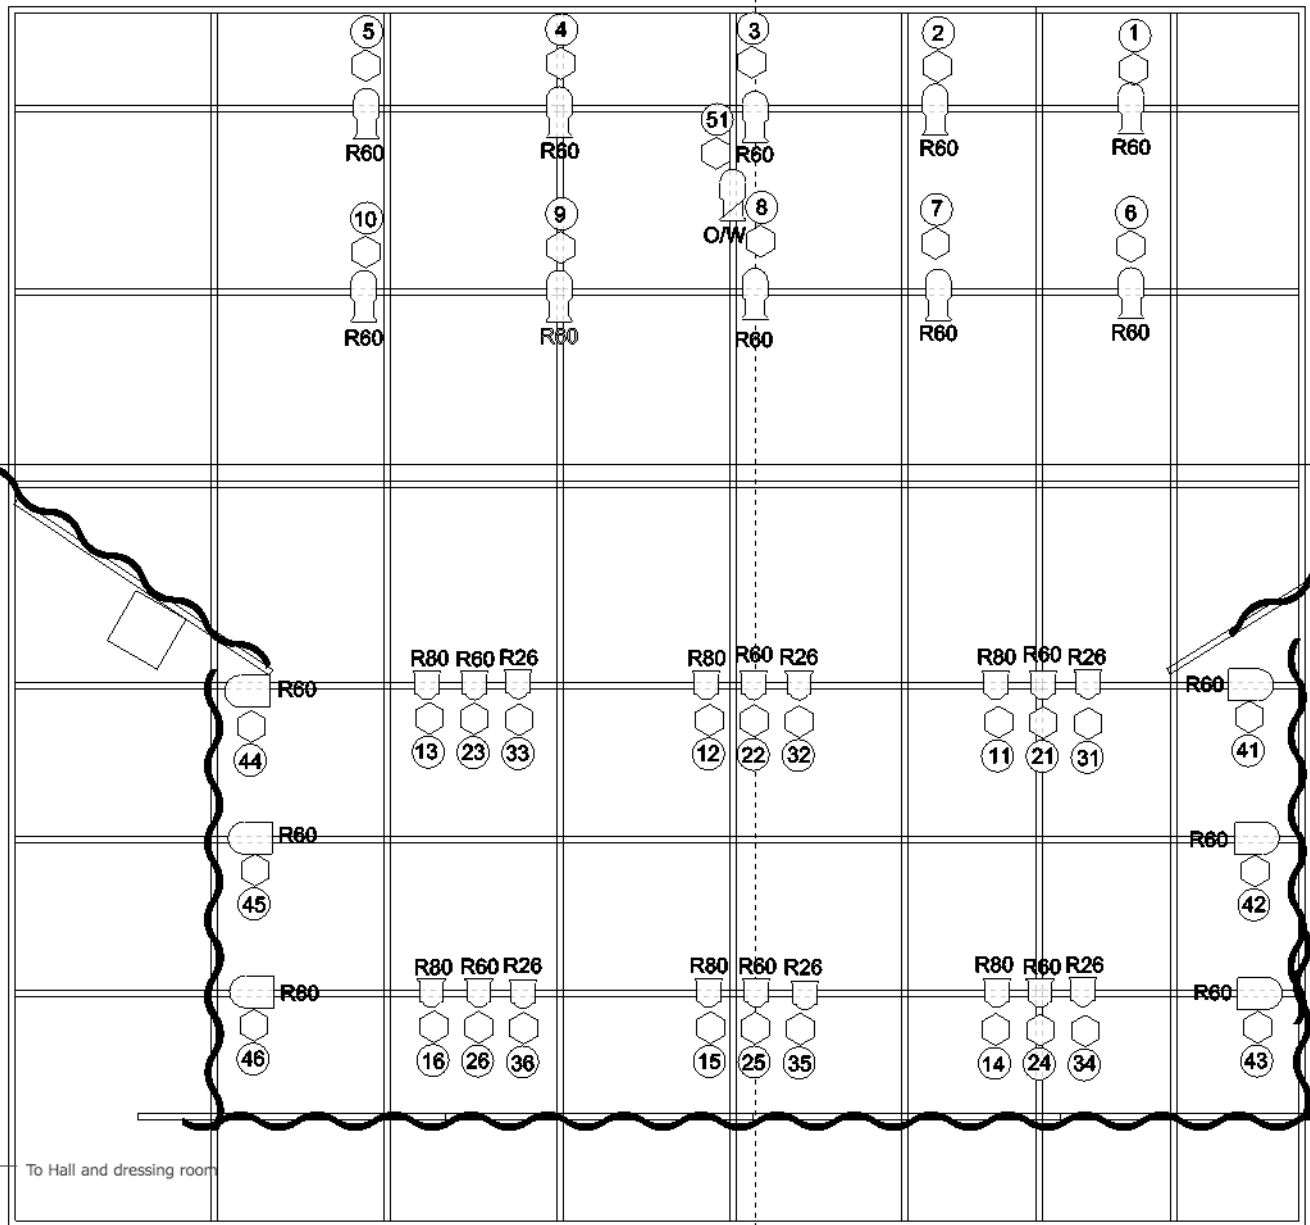 5 4 3 2 1
51
R60 R60 R60 R60 R60
10 9 8 7 6
O/W
R60 R60 R60 R60 R60
R80 R60 R26 R80 R60 R26 R80 R60 R26
R60 R60
13 23 33 12 22 32 11 21 31
44 41
R60 R60
45 42
R80 R60 R26 R80 R60 R26 R80 R60 R26
R60 R60
46 16 26 36 15 25 35 14 24 34 43
To Hall and dressing room